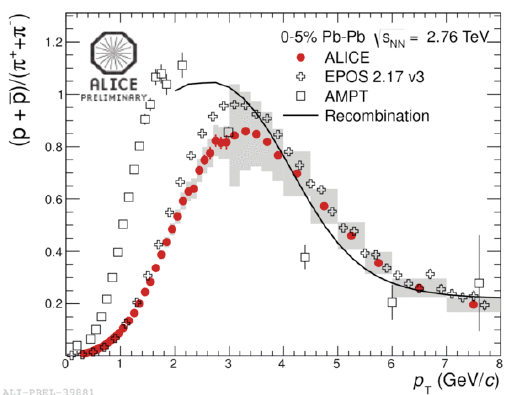 0-5% Pb-Pb √sNN = 2.76 TeV
ALICE
EPOS 2.17 v3
AMPT
Recombination
ALICE
PRELIMINARY
(p + p̅)/(π⁺+π⁻)
1.2
1
0.8
0.6
0.4
0.2
0 1 2 3 4 5 6 7 8
pT (GeV/c)
ALI-PREL-39881